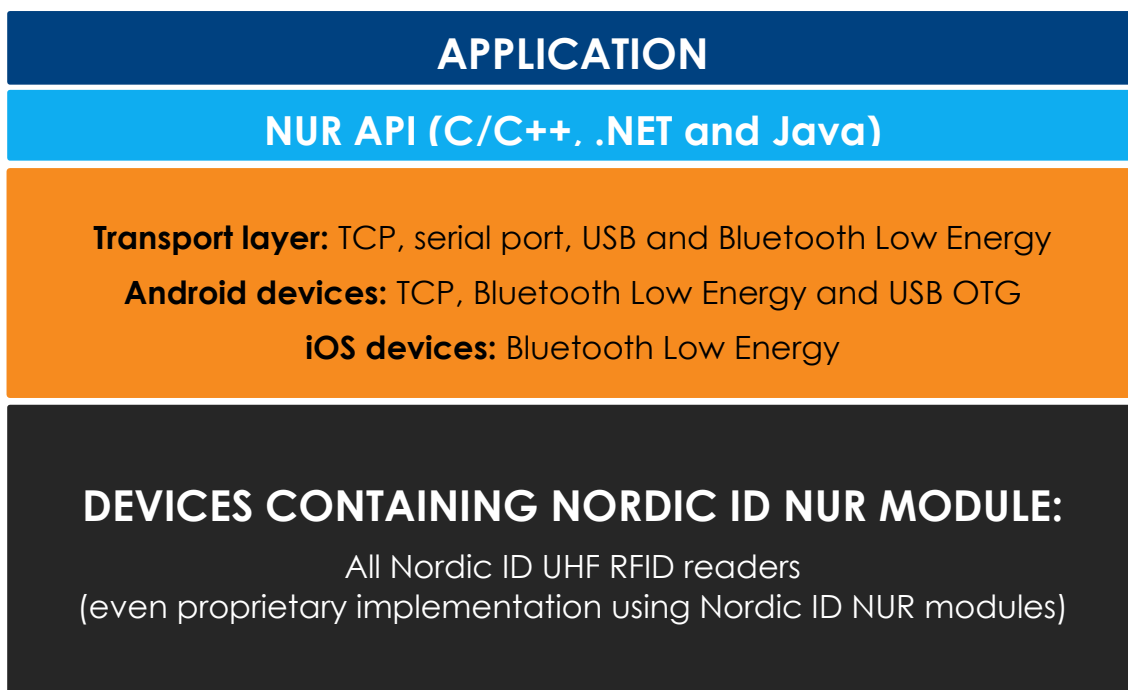 APPLICATION
NUR API (C/C++, .NET and Java)
Transport layer: TCP, serial port, USB and Bluetooth Low Energy
Android devices: TCP, Bluetooth Low Energy and USB OTG
iOS devices: Bluetooth Low Energy
DEVICES CONTAINING NORDIC ID NUR MODULE:
All Nordic ID UHF RFID readers
(even proprietary implementation using Nordic ID NUR modules)